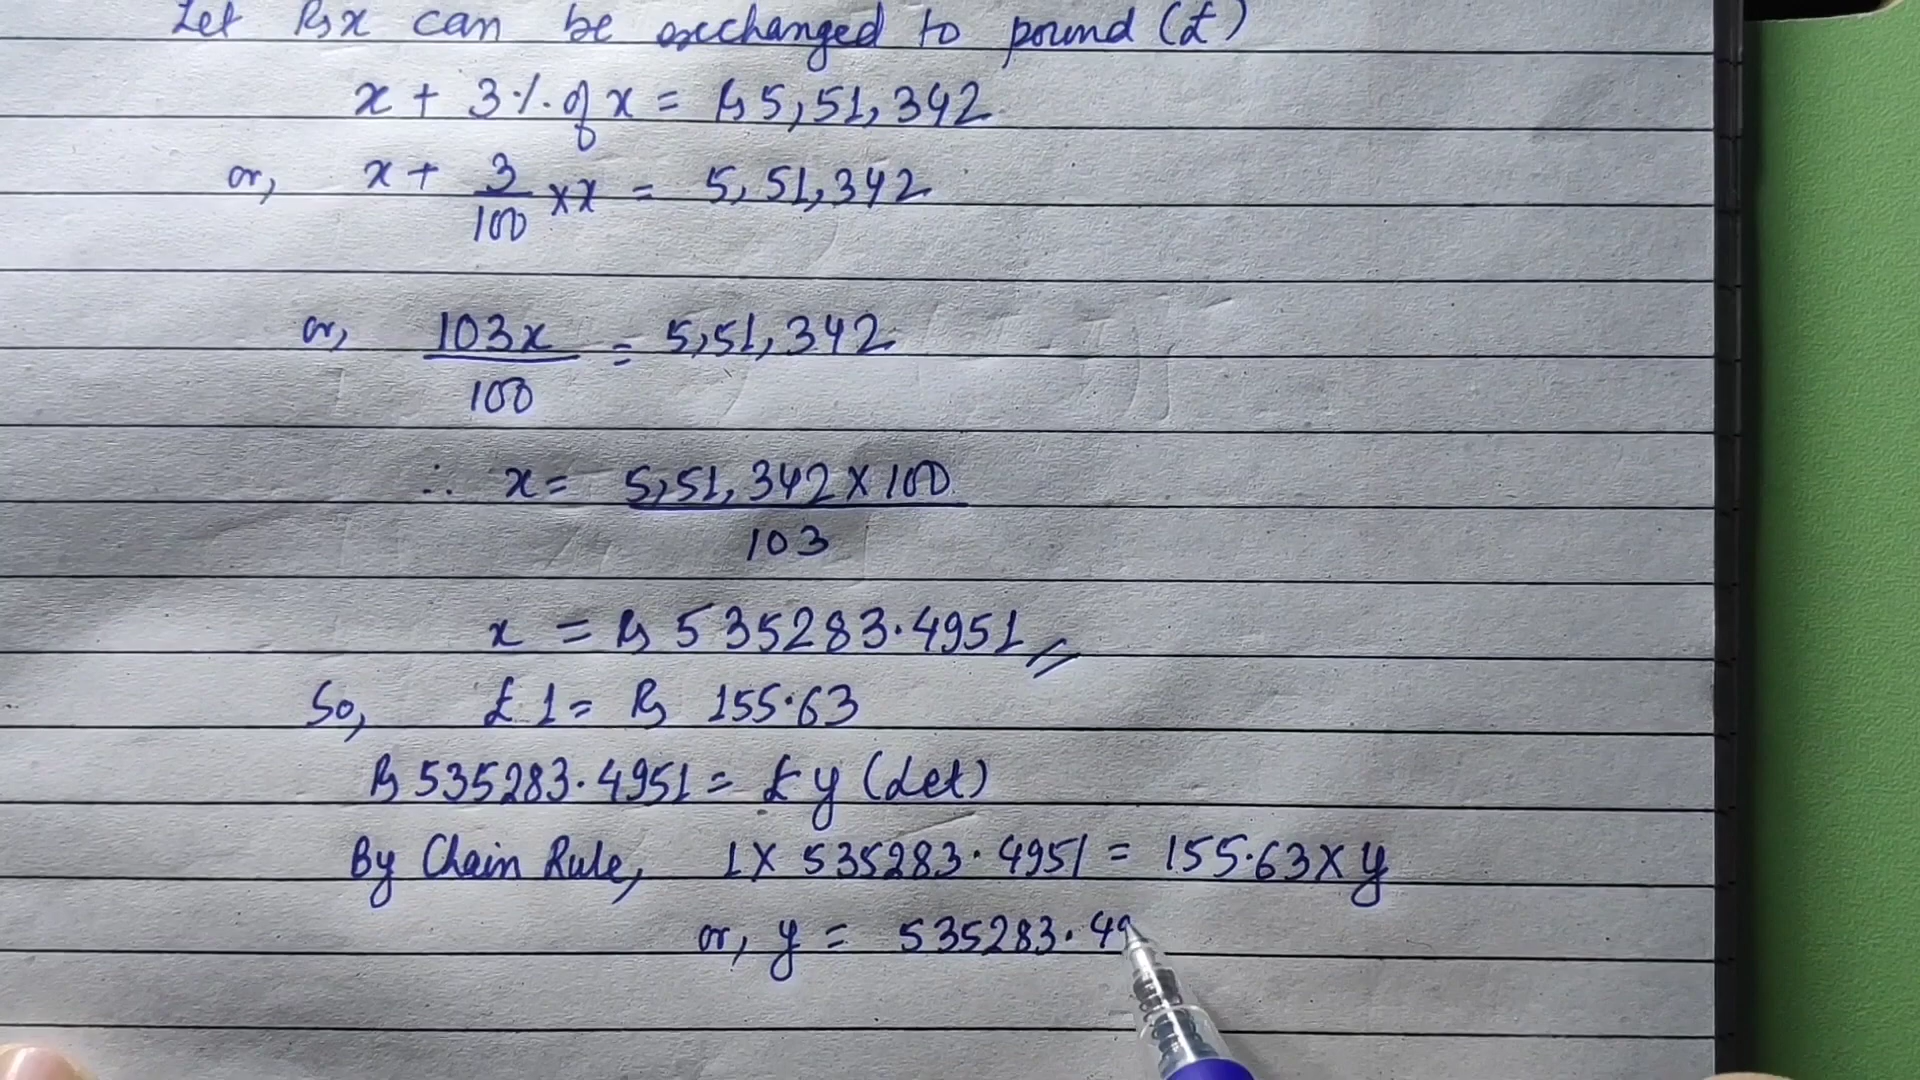 Let Rs x can be exchanged to pound (£)
x + 3% of x = Rs 5,51,342
or, x + 3/100 × x = 5,51,342
or, 103x/100 = 5,51,342
∴ x = 5,51,342 × 100/103
x = Rs 535283.4951
So, £ 1 = Rs 155.63
Rs 535283.4951 = £ y (Let)
By Chain Rule, 1 × 535283.4951 = 155.63 × y
or, y = 535283.49